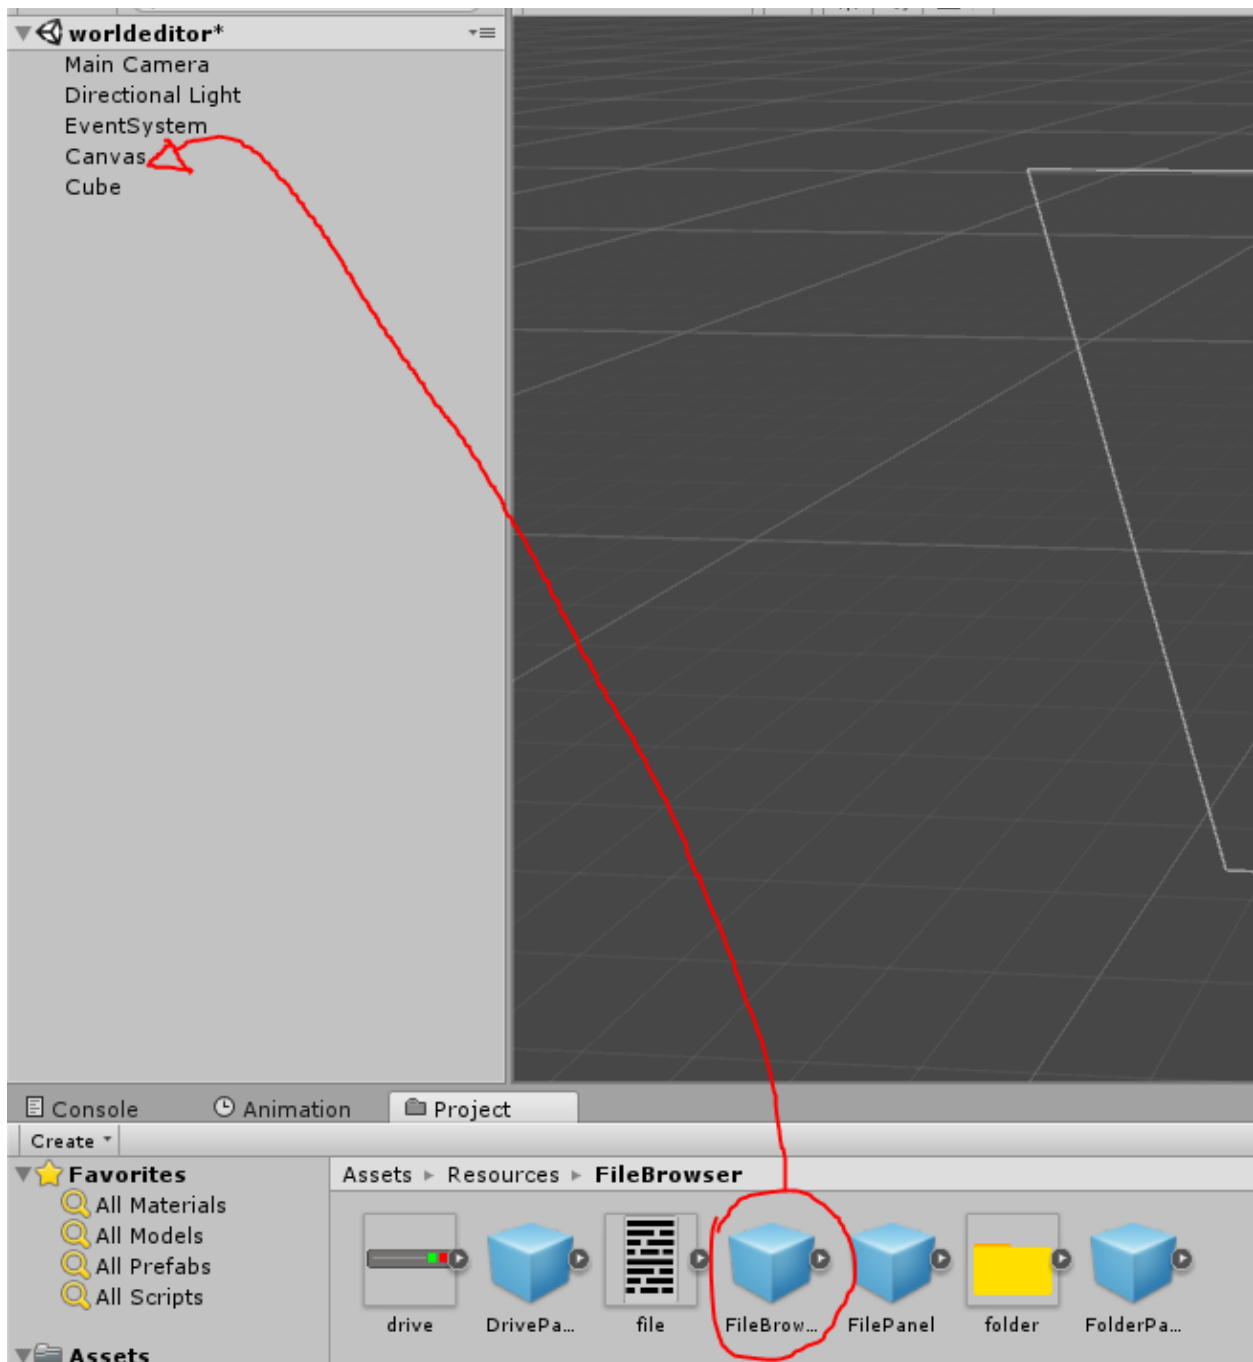 worldeditor*
Main Camera
Directional Light
EventSystem
Canvas
Cube
Console Animation Project
Create
Favorites Assets Resources FileBrowser
All Materials
All Models
All Prefabs
All Scripts
drive DrivePa... file FileBrow... FilePanel folder FolderPa...
Assets